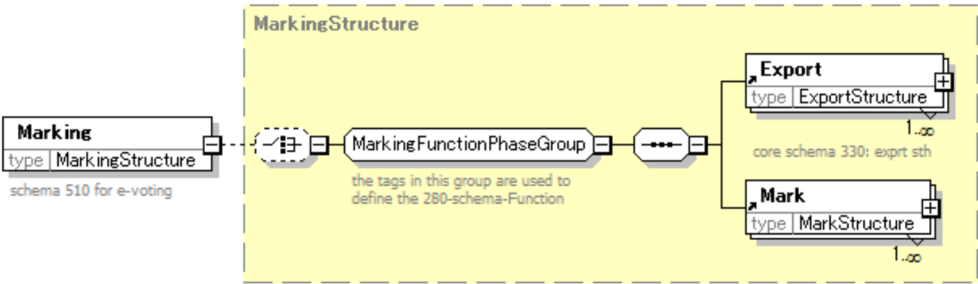 MarkingStructure
Export
type ExportStructure
1..∞
core schema 330: exprt sth
Marking
type MarkingStructure
schema 510 for e-voting
MarkingFunctionPhaseGroup
the tags in this group are used to
define the 280-schema-Function
Mark
type MarkStructure
1..∞